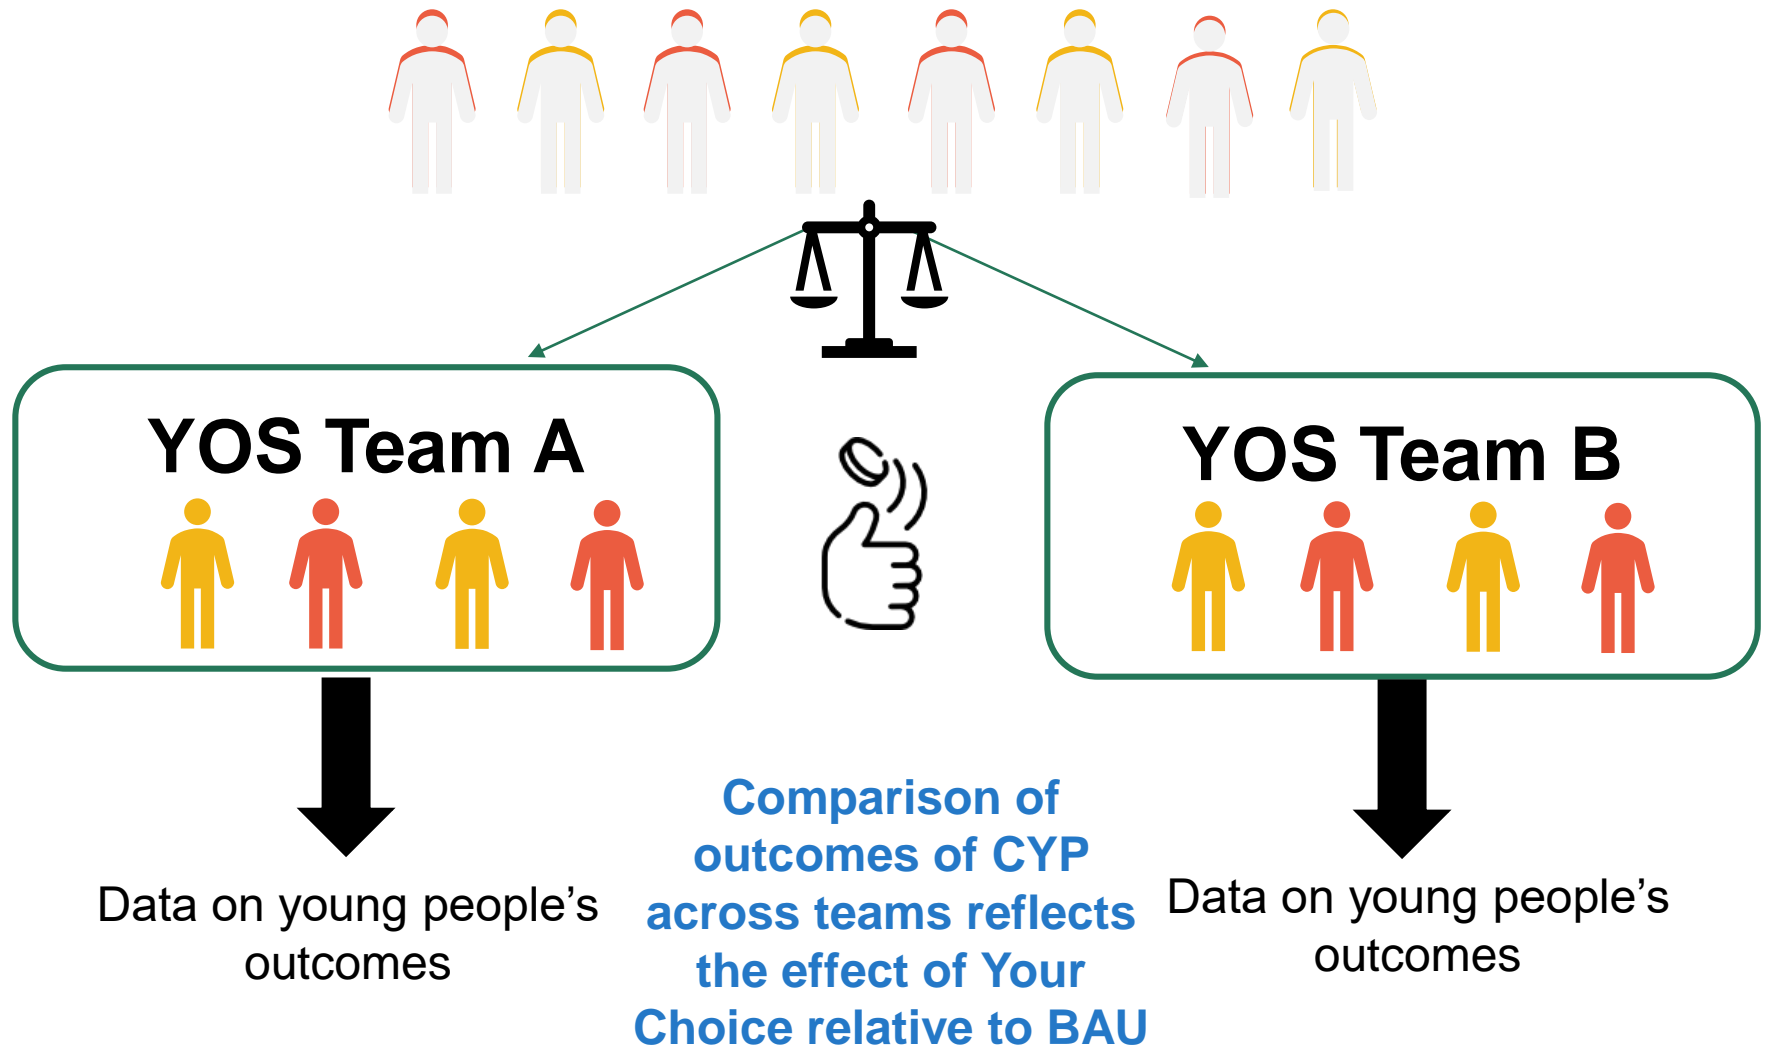 YOS Team A
YOS Team B
Data on young people’s
outcomes
Comparison of
outcomes of CYP
across teams reflects
the effect of Your
Choice relative to BAU
Data on young people’s
outcomes